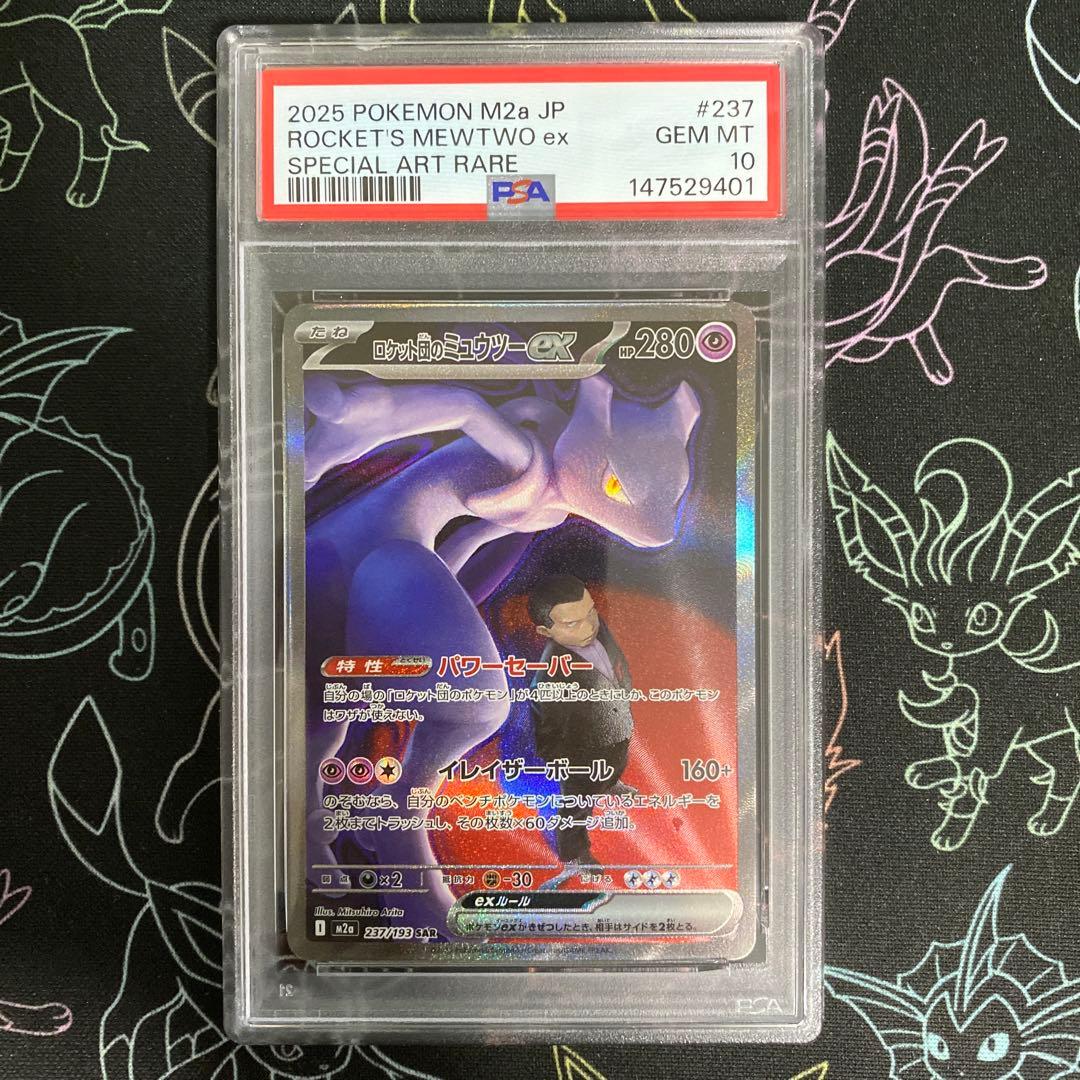 2025 POKEMON M2a JP #237
ROCKET'S MEWTWO ex GEM MT
SPECIAL ART RARE 10
PSA 147529401
たね ロケット団のミュウツーex HP280
特性 パワーセーバー
自分の場の「ロケット団のポケモン」が4匹以上のときにしか、このポケモン
はワザが使えない。
イレイザーボール 160+
のぞむなら、自分のベンチポケモンについているエネルギーを
2枚までトラッシュし、その枚数×60ダメージ追加。
弱点 ×2 抵抗力 -30 にげる
exルール
ポケモンexがきぜつしたとき、相手はサイドを2枚とる。
Illus. Mitsuhiro Arita
I M2a 237/193 SAR
PSA